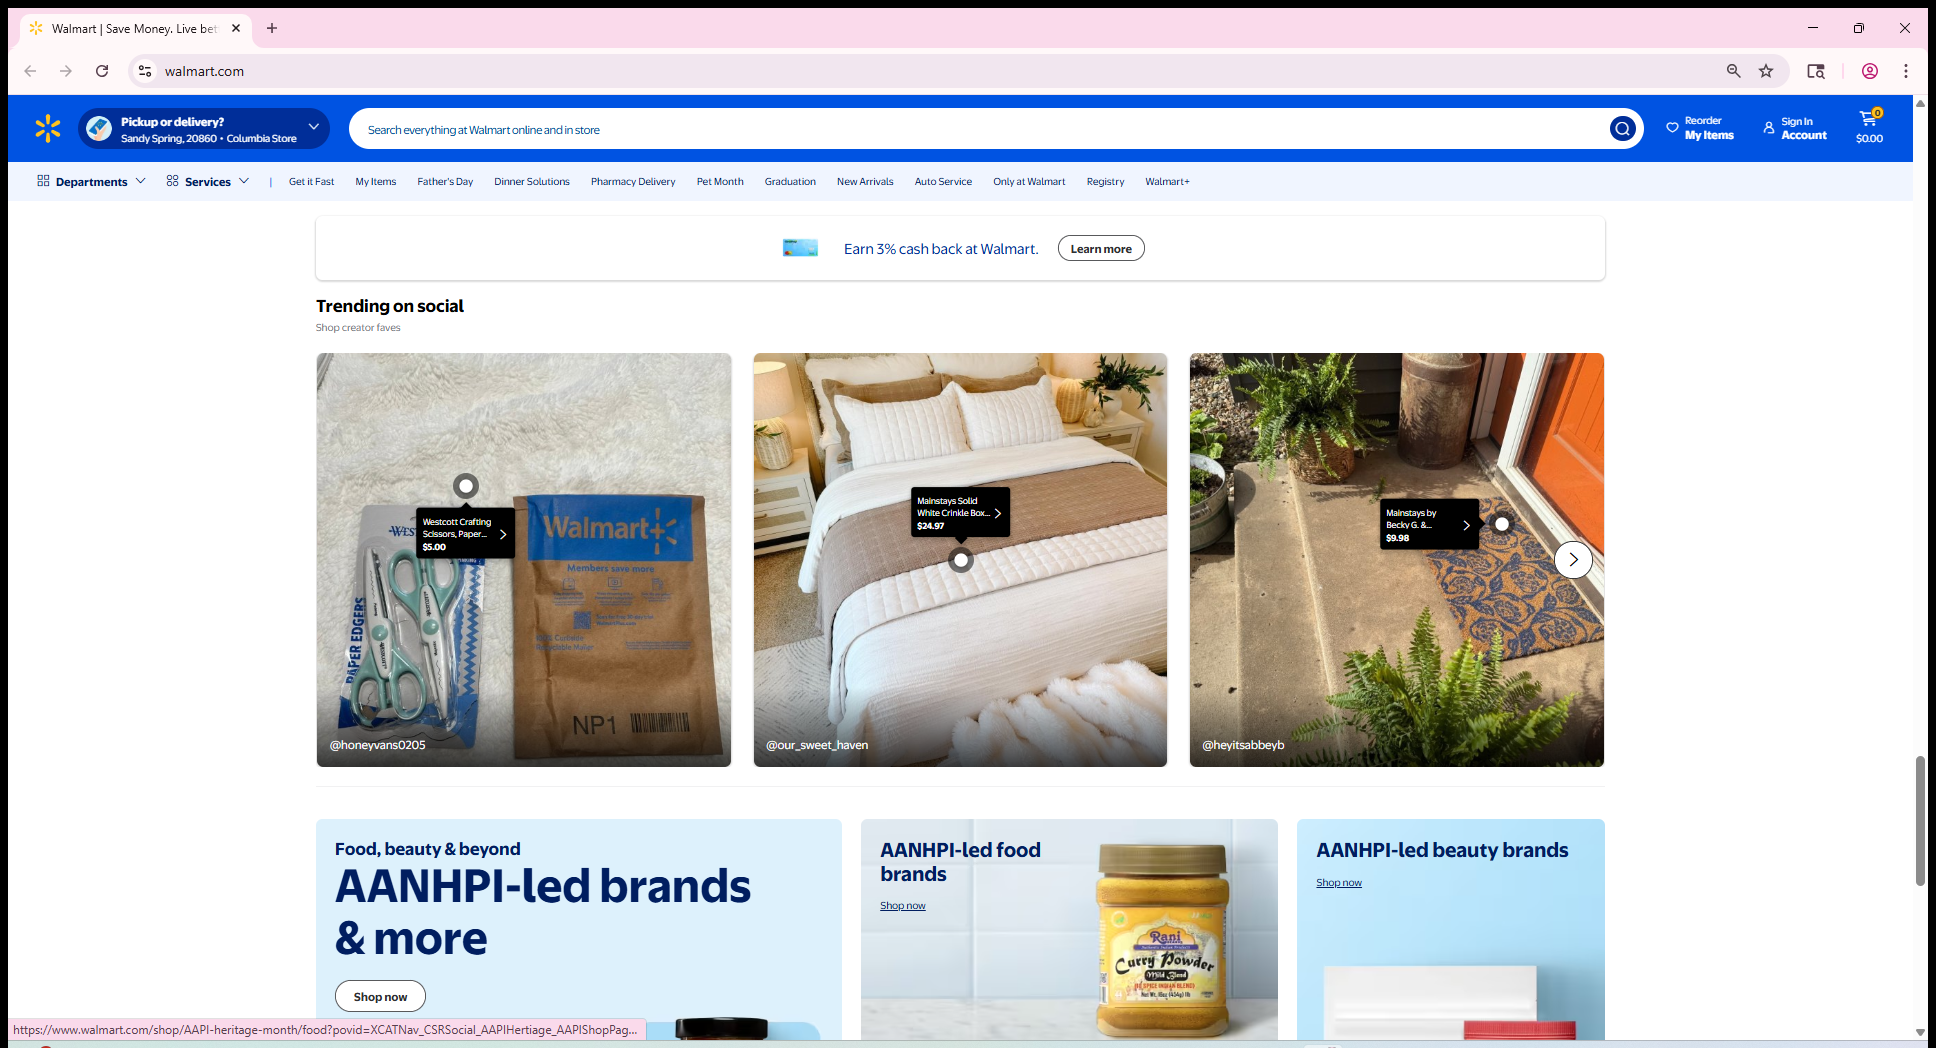 Walmart | Save Money. Live bet
walmart.com
Pickup or delivery?
Sandy Spring, 20860 • Columbia Store
Search everything at Walmart online and in store
Reorder
My Items
Sign In
Account
0
$0.00
Departments
Services
Get it Fast
My Items
Father's Day
Dinner Solutions
Pharmacy Delivery
Pet Month
Graduation
New Arrivals
Auto Service
Only at Walmart
Registry
Walmart+
Earn 3% cash back at Walmart.
Learn more
Trending on social
Shop creator faves
Westcott Crafting
Scissors, Paper...
$5.00
Walmart
Members save more
PAPER EDGERS
NP1
@honeyvans0205
Mainstays Solid
White Crinkle Box...
$24.97
@our_sweet_haven
Mainstays by
Becky G. &...
$9.98
@heyitsabbeyb
Food, beauty & beyond
AANHPI-led brands
& more
Shop now
AANHPI-led food
brands
Shop now
Rani
Curry Powder
Mild Blend
AANHPI-led beauty brands
Shop now
https://www.walmart.com/shop/AAPI-heritage-month/food?povid=XCATNav_CSRSocial_AAPIHertiage_AAPIShopPag...